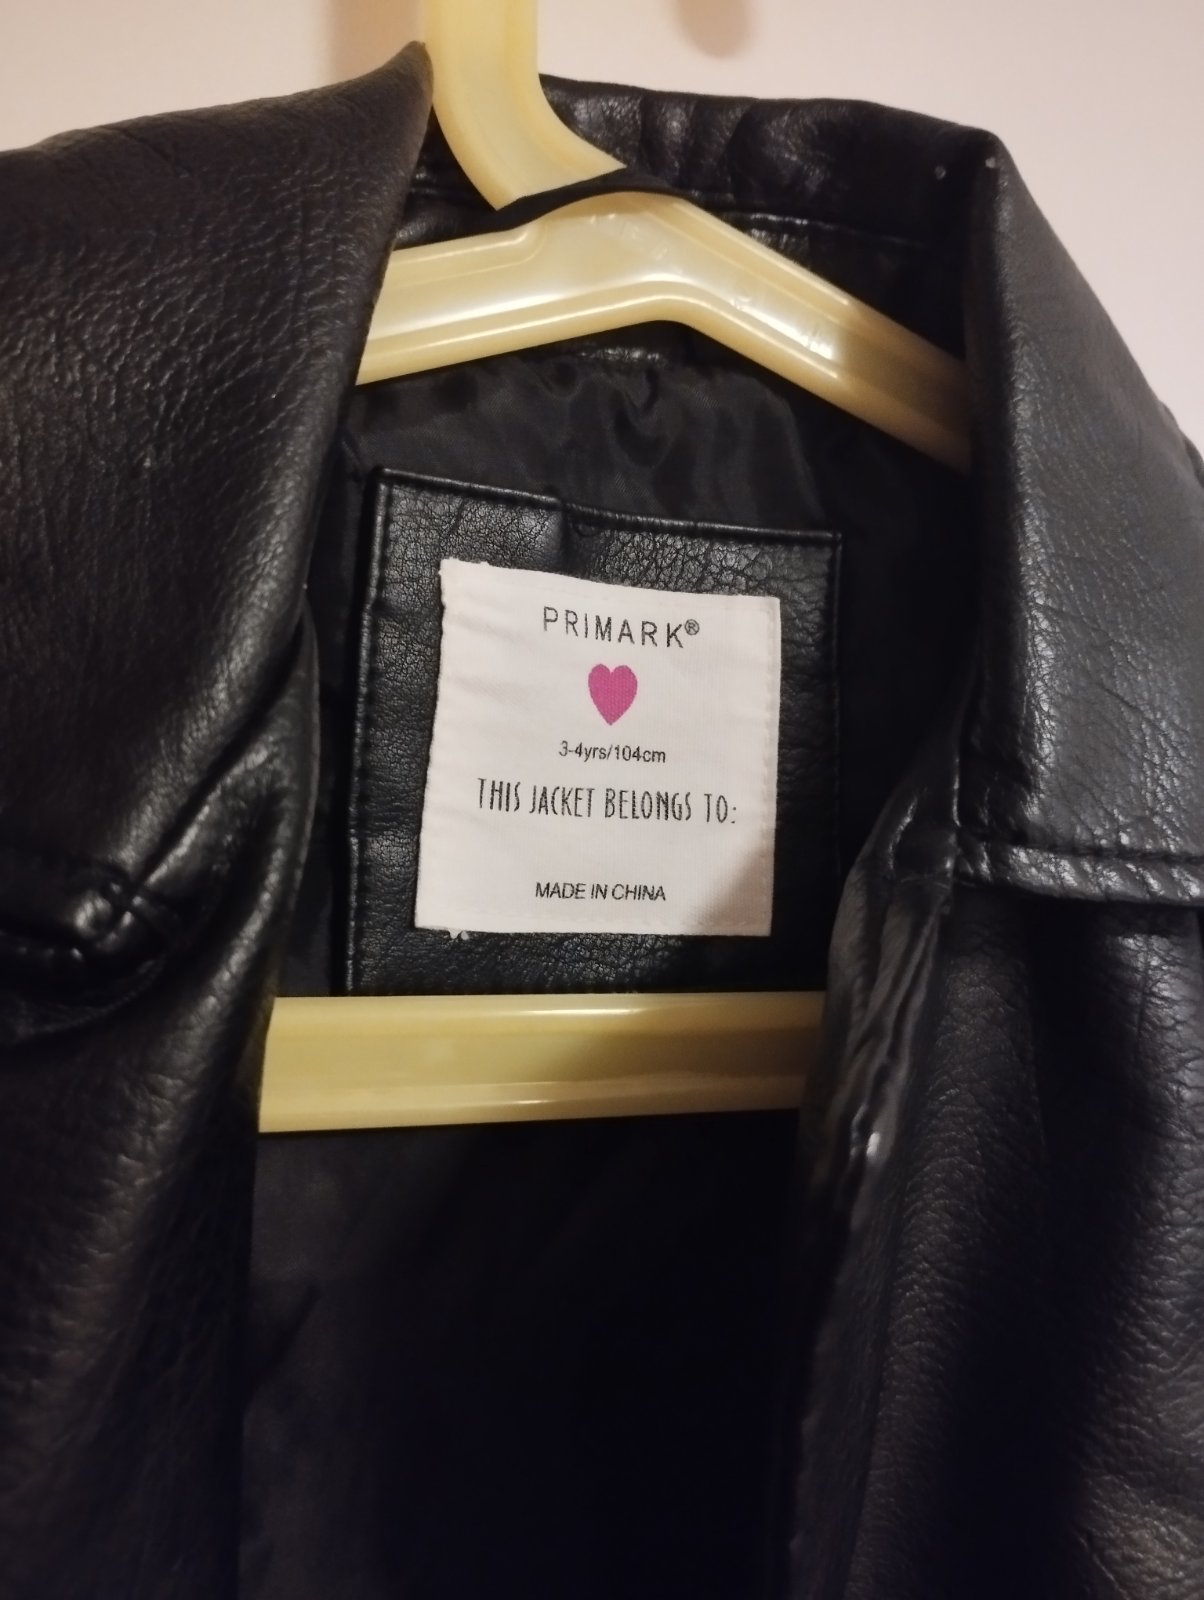 PRIMARK®
3-4yrs/104cm
THIS JACKET BELONGS TO:
MADE IN CHINA